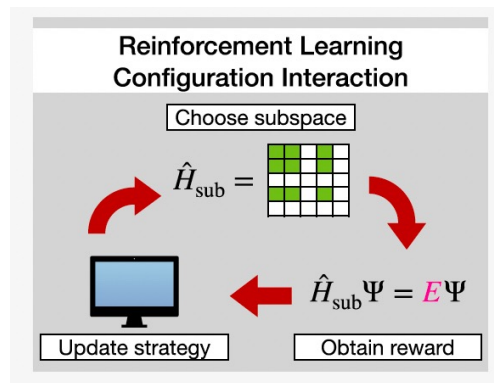 Reinforcement Learning
Configuration Interaction
Choose subspace
Ĥsub =
ĤsubΨ = EΨ
Update strategy
Obtain reward